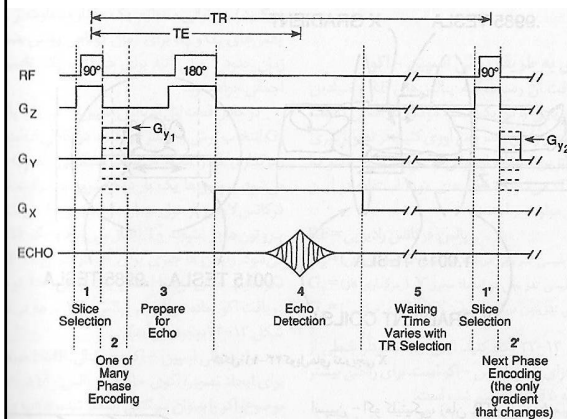 TR
TE
RF
90°
180°
90°
GZ
Gy1
GY
Gy2
GX
ECHO
1
Slice
Selection
2
One of
Many
Phase
Encoding
3
Prepare
for
Echo
4
Echo
Detection
5
Waiting
Time
Varies with
TR Selection
1'
Slice
Selection
2'
Next Phase
Encoding
(the only
gradient
that changes)